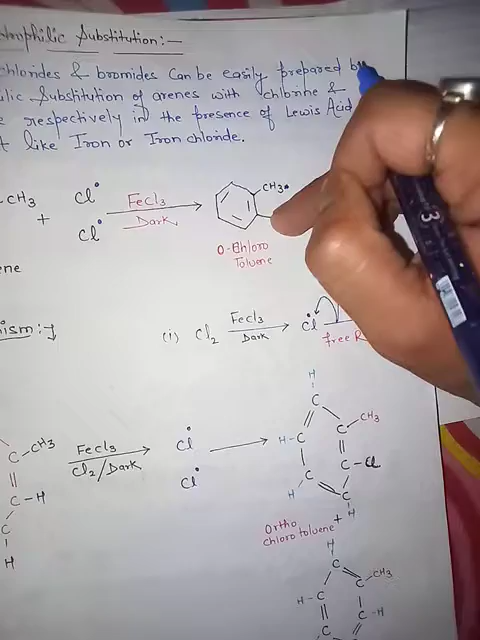 trophilic Substitution:-
chlorides & bromides can be easily prepared by
lic Substitution of arenes with chlorine &
e respectively in the presence of Lewis Acid
t like Iron or Iron chloride.
CH3 + Cl• Cl• FeCl3 Dark CH3
O-Chloro
Toluene
ene
ism:-
(i) Cl2 FeCl3 Dark Cl
free R
H
C CH3
H-C C
C-CH3 FeCl3 Cl2/Dark Cl• Cl•
C-H
C
H
C C-Cl
H C
H
Ortho
chloro toluene +
H
C
C-CH3
H-C C-H
C